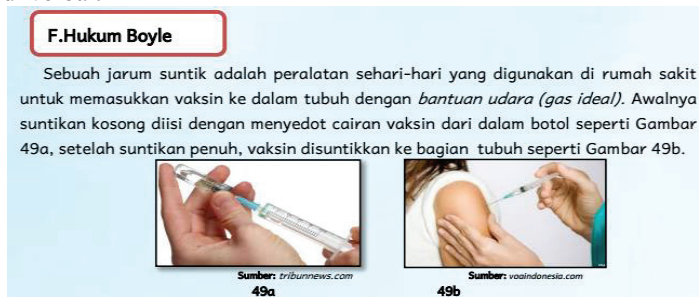 F.Hukum Boyle
Sebuah jarum suntik adalah peralatan sehari-hari yang digunakan di rumah sakit
untuk memasukkan vaksin ke dalam tubuh dengan bantuan udara (gas ideal). Awalnya
suntikan kosong diisi dengan menyedot cairan vaksin dari dalam botol seperti Gambar
49a, setelah suntikan penuh, vaksin disuntikkan ke bagian tubuh seperti Gambar 49b.
Sumber: tribunnews.com
Sumber: voaindonesia.com
49a
49b